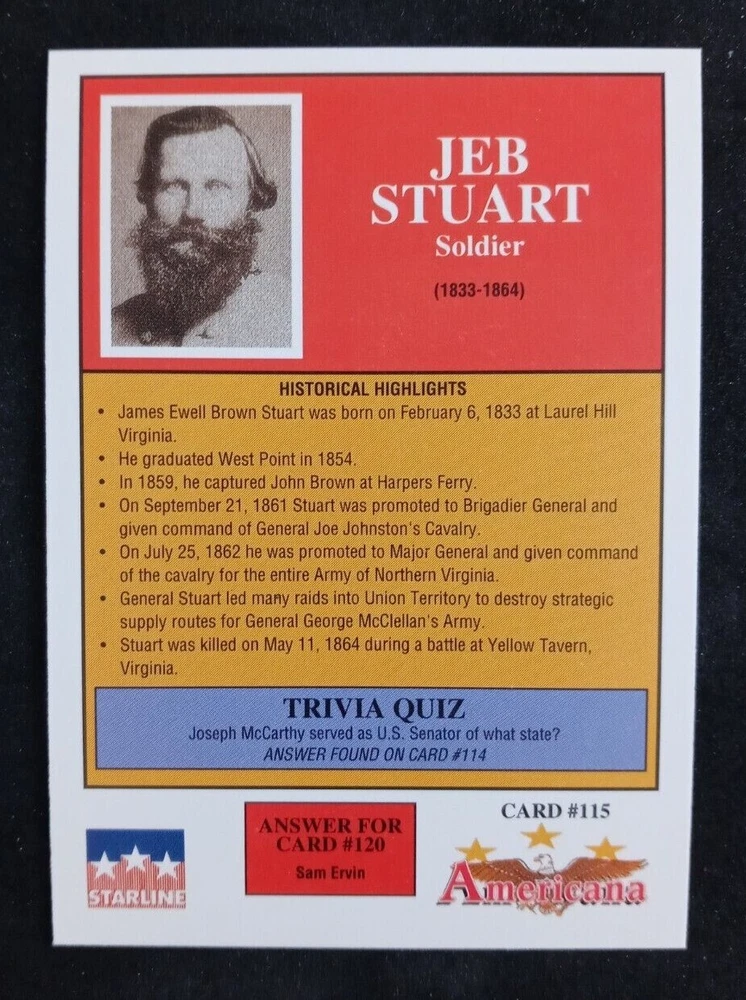 JEB
STUART
Soldier
(1833-1864)
HISTORICAL HIGHLIGHTS
• James Ewell Brown Stuart was born on February 6, 1833 at Laurel Hill
Virginia.
• He graduated West Point in 1854.
• In 1859, he captured John Brown at Harpers Ferry.
• On September 21, 1861 Stuart was promoted to Brigadier General and
given command of General Joe Johnston's Cavalry.
• On July 25, 1862 he was promoted to Major General and given command
of the cavalry for the entire Army of Northern Virginia.
• General Stuart led many raids into Union Territory to destroy strategic
supply routes for General George McClellan's Army.
• Stuart was killed on May 11, 1864 during a battle at Yellow Tavern,
Virginia.
TRIVIA QUIZ
Joseph McCarthy served as U.S. Senator of what state?
ANSWER FOUND ON CARD #114
STARLINE
ANSWER FOR
CARD #120
Sam Ervin
CARD #115
Americana